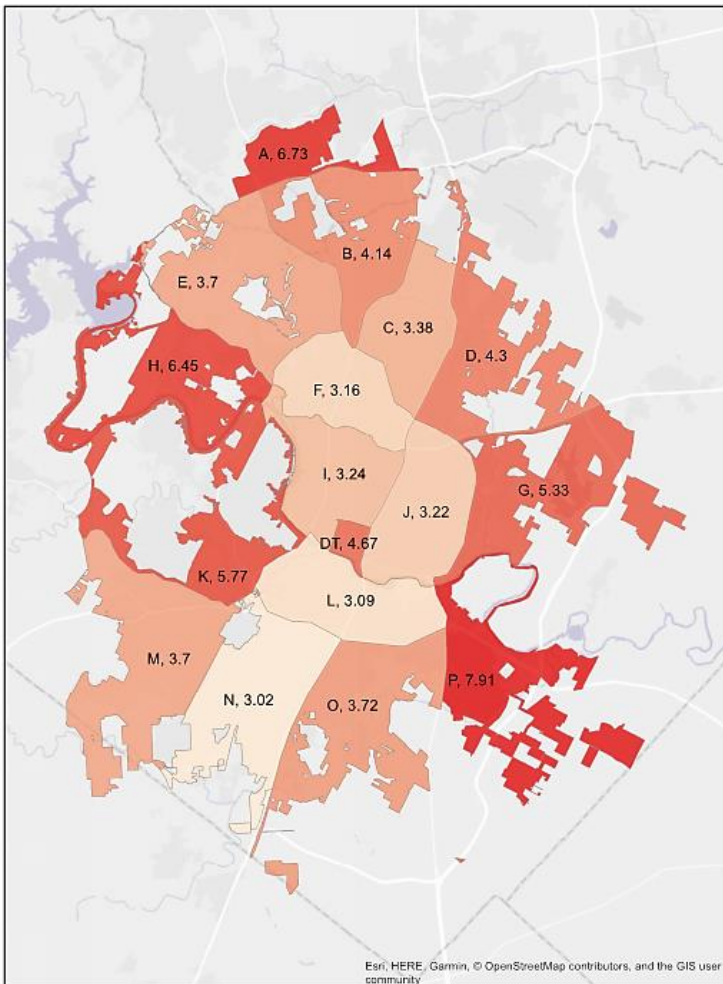 A, 6.73
B, 4.14
E, 3.7
C, 3.38
D, 4.3
H, 6.45
F, 3.16
I, 3.24
G, 5.33
J, 3.22
DT, 4.67
K, 5.77
L, 3.09
M, 3.7
P, 7.91
N, 3.02
O, 3.72
Esri, HERE, Garmin, © OpenStreetMap contributors, and the GIS user
community